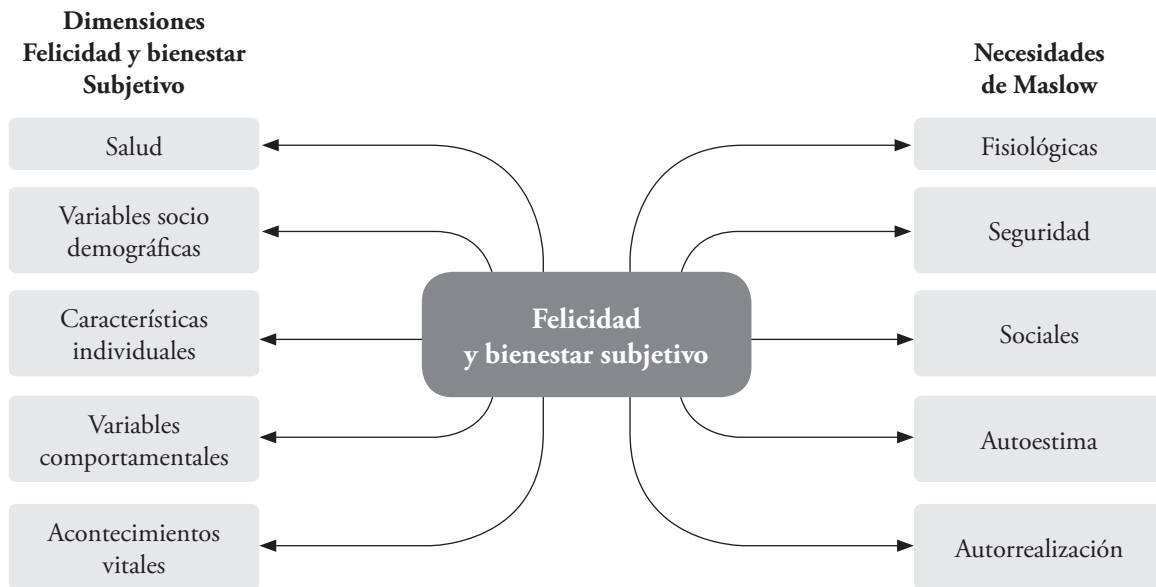 Dimensiones
Felicidad y bienestar
Subjetivo
Salud
Variables socio
demográficas
Características
individuales
Variables
comportamentales
Acontecimientos
vitales
Felicidad
y bienestar subjetivo
Necesidades
de Maslow
Fisiológicas
Seguridad
Sociales
Autoestima
Autorrealización